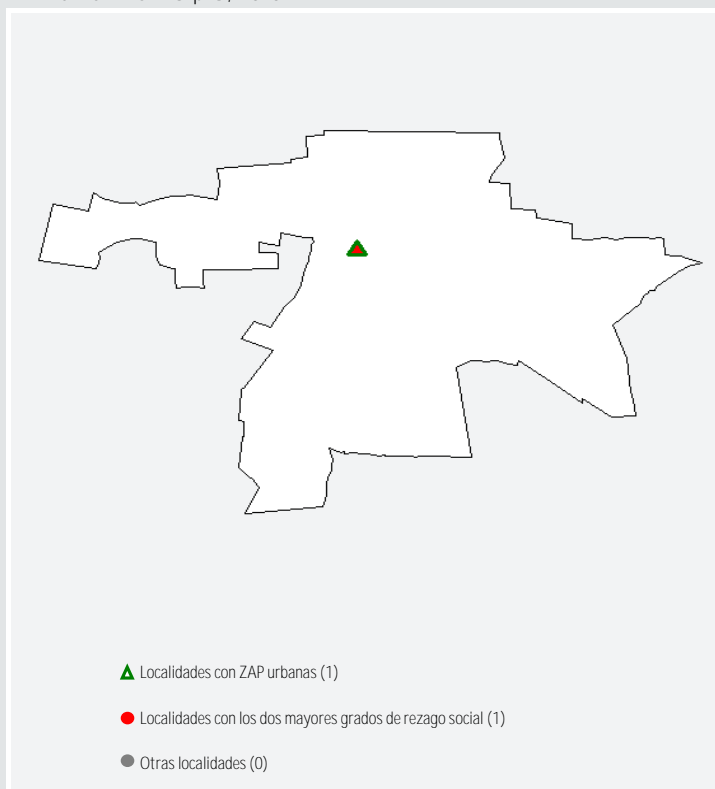 Localidades con ZAP urbanas (1)
Localidades con los dos mayores grados de rezago social (1)
Otras localidades (0)